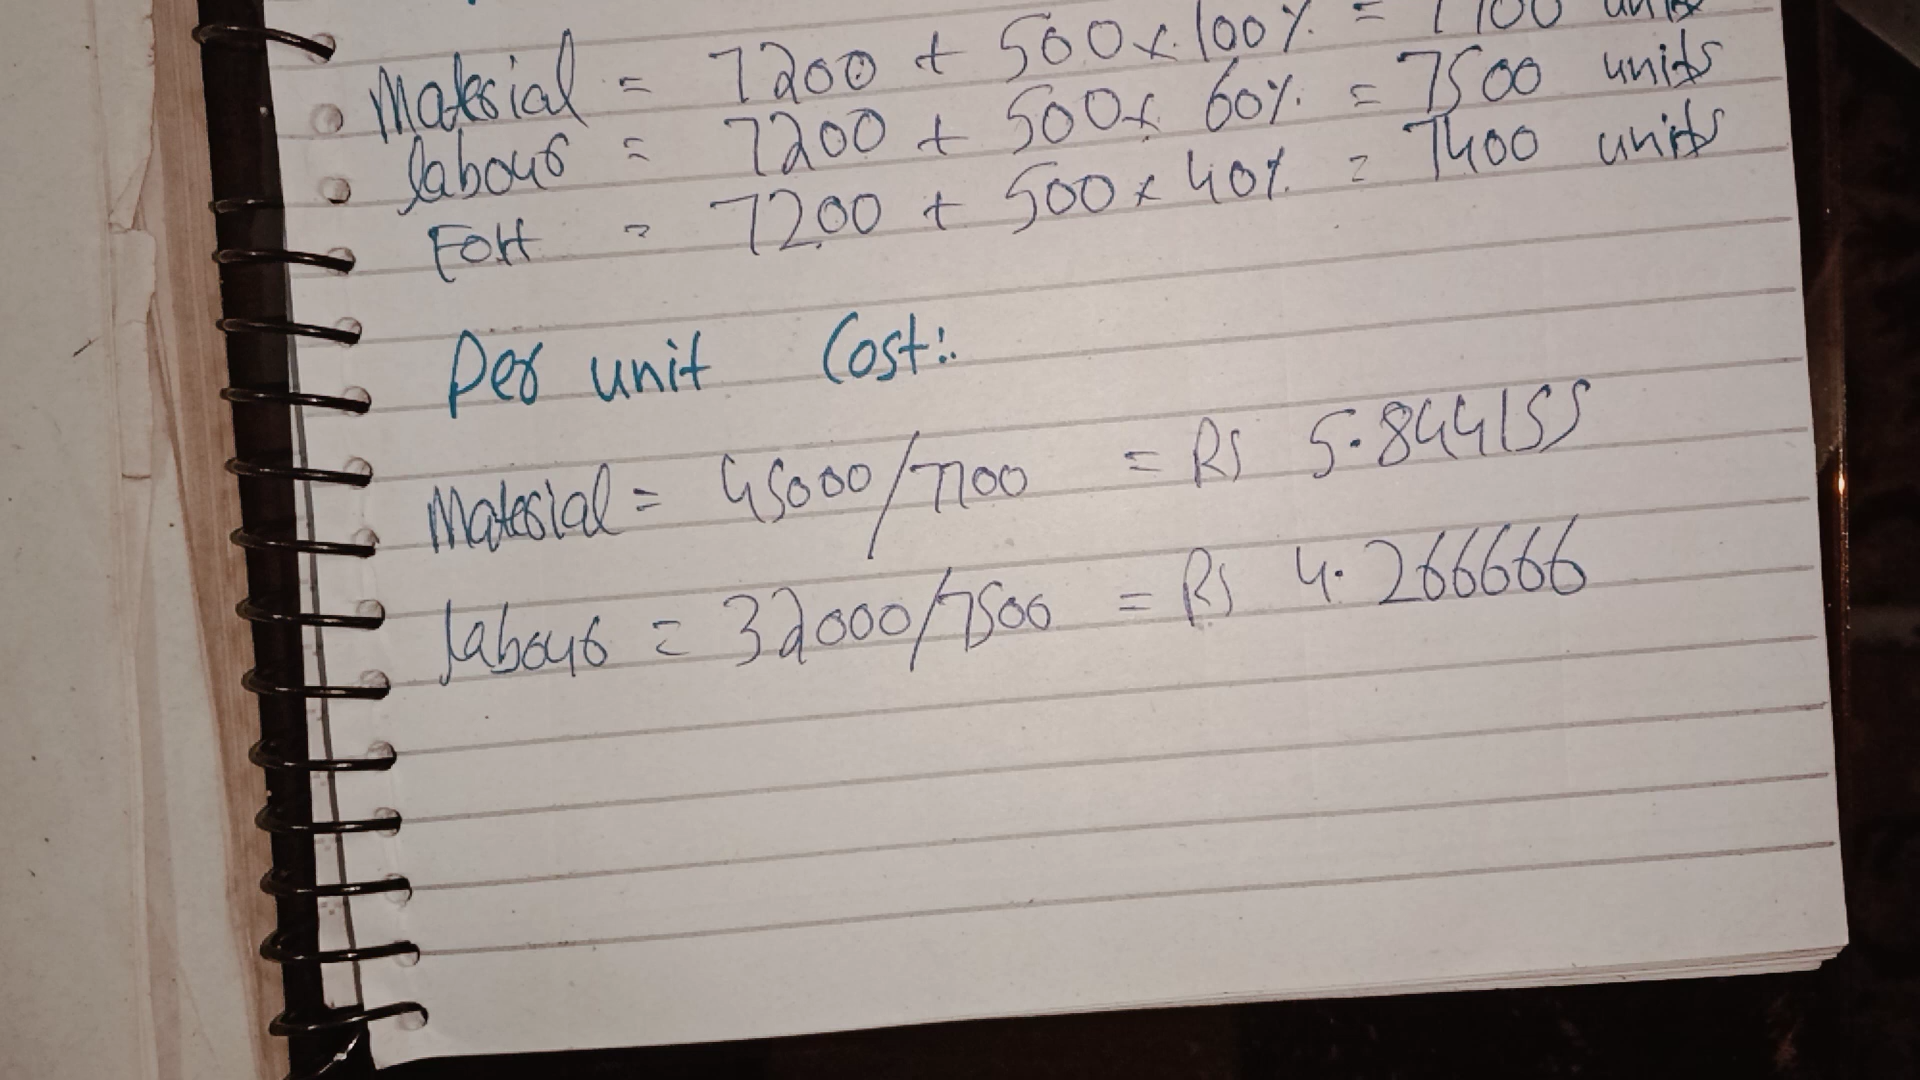 Material = 7200 + 500 x 100% = 7700 units
labour = 7200 + 500 x 60% = 7500 units
FOH = 7200 + 500 x 40% = 7400 units
Per unit Cost:.
Material = 45000/7700 = RS 5.844155
labour = 32000/7500 = RS 4.266666